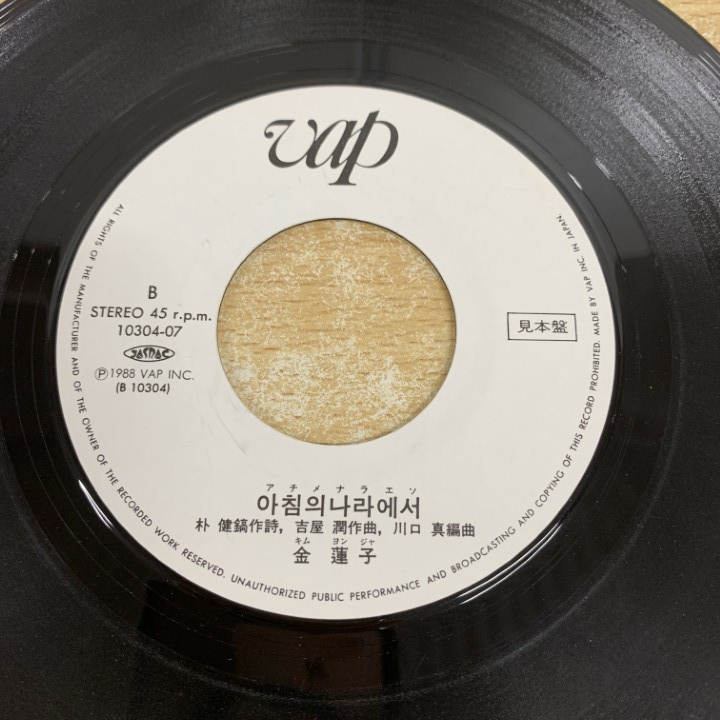 vap
B
STEREO 45 r.p.m.
10304-07
JASRAC
Ⓟ1988 VAP INC.
(B 10304)
見本盤
アチメナラエソ
아침의나라에서
朴 健鎬作詩, 吉屋 潤作曲, 川口 真編曲
キム ヨン ジャ
金 蓮 子
ALL RIGHTS OF THE MANUFACTURER AND OF THE OWNER OF THE RECORDED WORK RESERVED. UNAUTHORIZED PUBLIC PERFORMANCE AND BROADCASTING AND COPYING OF THIS RECORD PROHIBITED. MADE BY VAP INC. IN JAPAN.